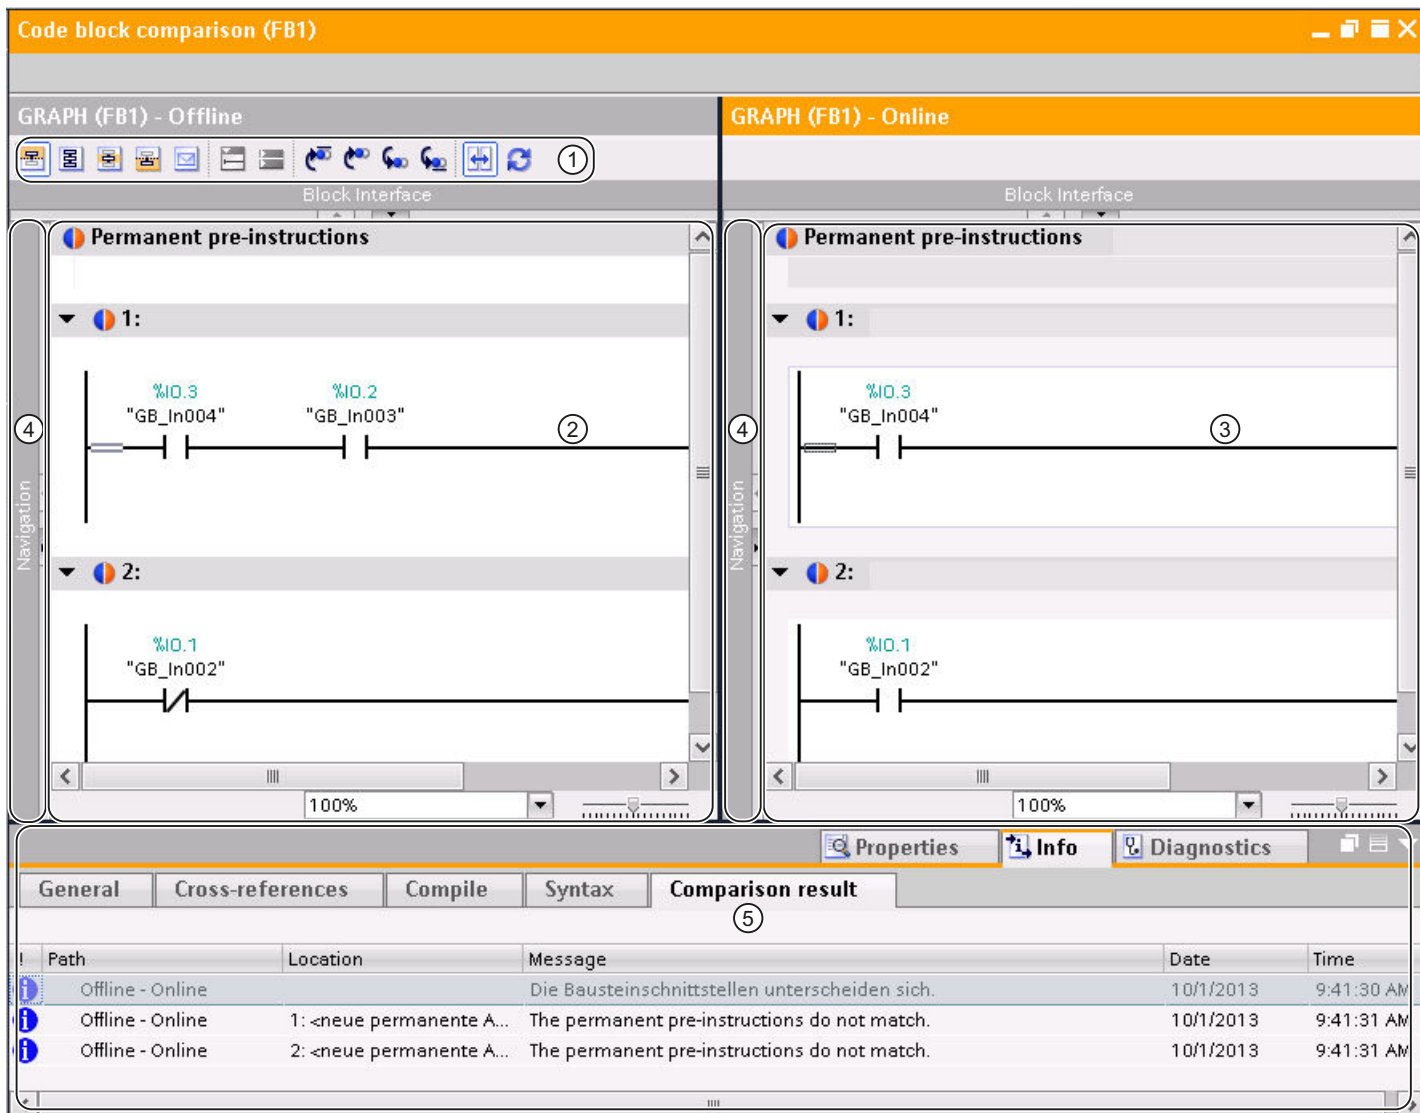 Code block comparison (FB1)
GRAPH (FB1) - Offline
GRAPH (FB1) - Online
1
Block Interface
Block Interface
Permanent pre-instructions
Permanent pre-instructions
1:
1:
%I0.3
%I0.2
%I0.3
"GB_In004"
"GB_In003"
"GB_In004"
4
2
4
3
Navigation
Navigation
2:
2:
%I0.1
%I0.1
"GB_In002"
"GB_In002"
100%
100%
Properties
Info
Diagnostics
General
Cross-references
Compile
Syntax
Comparison result
5
! Path Location Message Date Time
Offline - Online Die Bausteinschnittstellen unterscheiden sich. 10/1/2013 9:41:30 AM
Offline - Online 1: <neue permanente A... The permanent pre-instructions do not match. 10/1/2013 9:41:31 AM
Offline - Online 2: <neue permanente A... The permanent pre-instructions do not match. 10/1/2013 9:41:31 AM